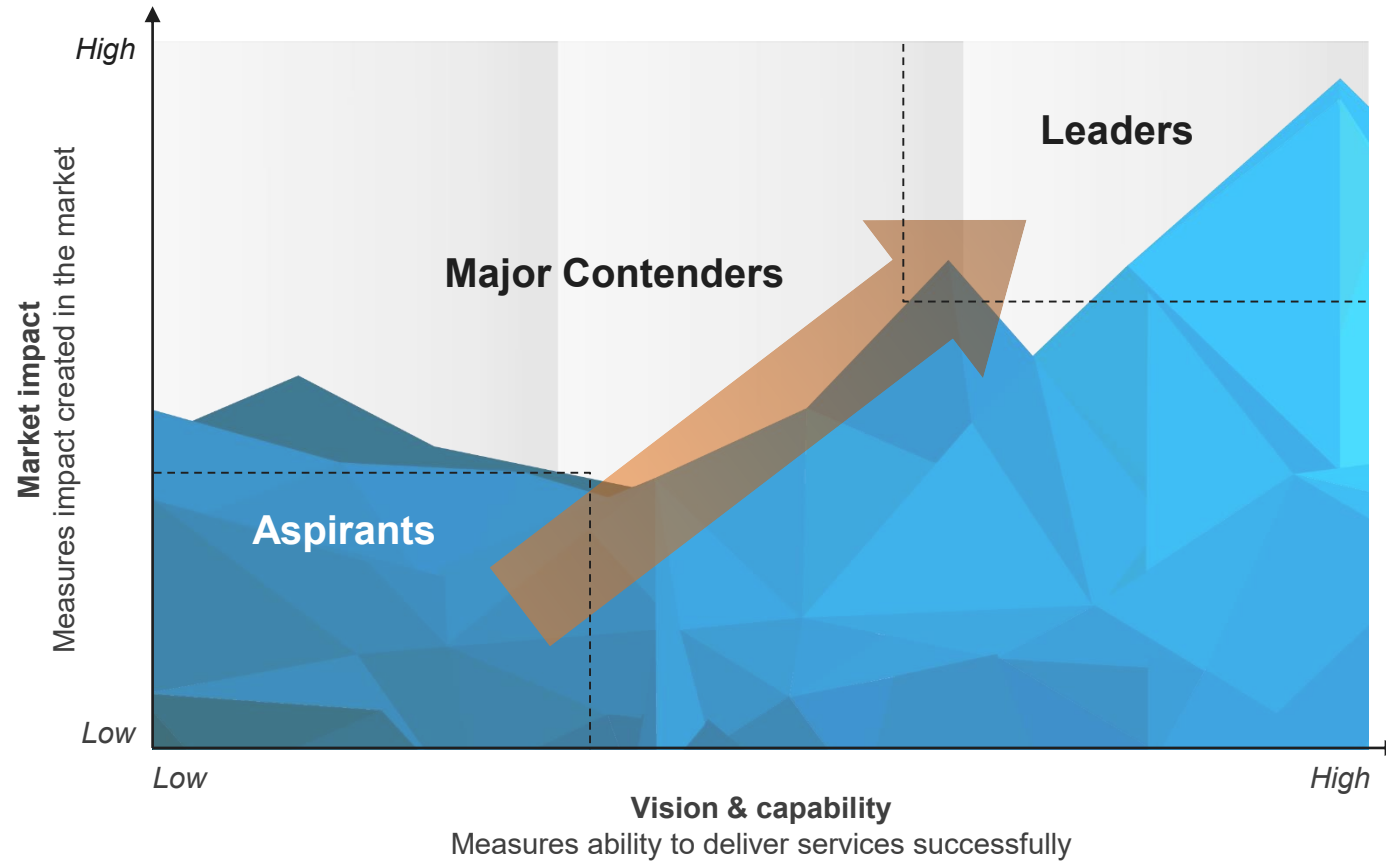 High
Leaders
Major Contenders
Market impact
Measures impact created in the market
Aspirants
Low
Low
High
Vision & capability
Measures ability to deliver services successfully